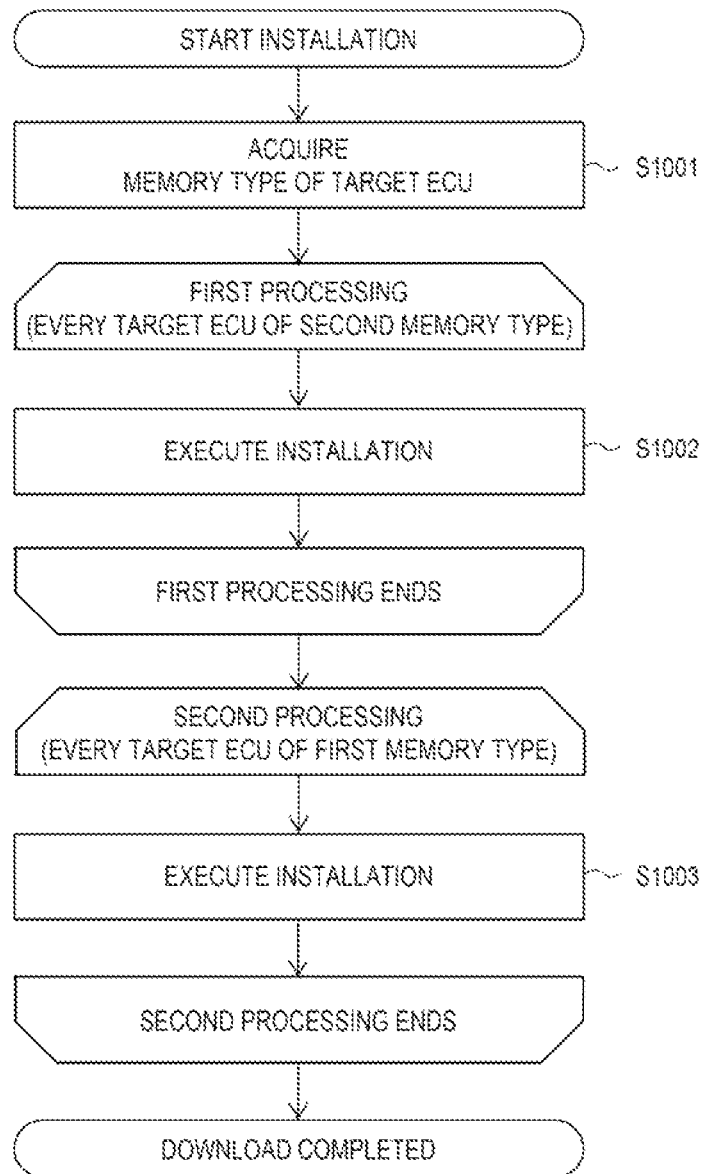 START INSTALLATION
ACQUIRE
MEMORY TYPE OF TARGET ECU
S1001
FIRST PROCESSING
(EVERY TARGET ECU OF SECOND MEMORY TYPE)
EXECUTE INSTALLATION
S1002
FIRST PROCESSING ENDS
SECOND PROCESSING
(EVERY TARGET ECU OF FIRST MEMORY TYPE)
EXECUTE INSTALLATION
S1003
SECOND PROCESSING ENDS
DOWNLOAD COMPLETED